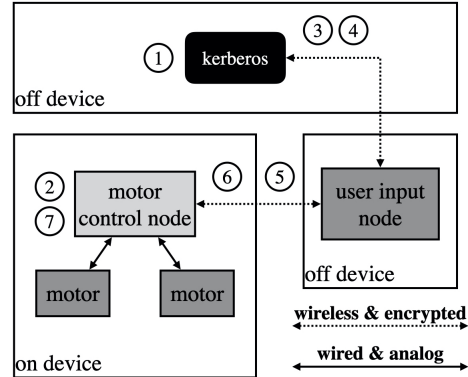 3 4
1
kerberos
off device
2
7
motor
control node
6
5
user input
node
motor
motor
off device
on device
wireless & encrypted
wired & analog